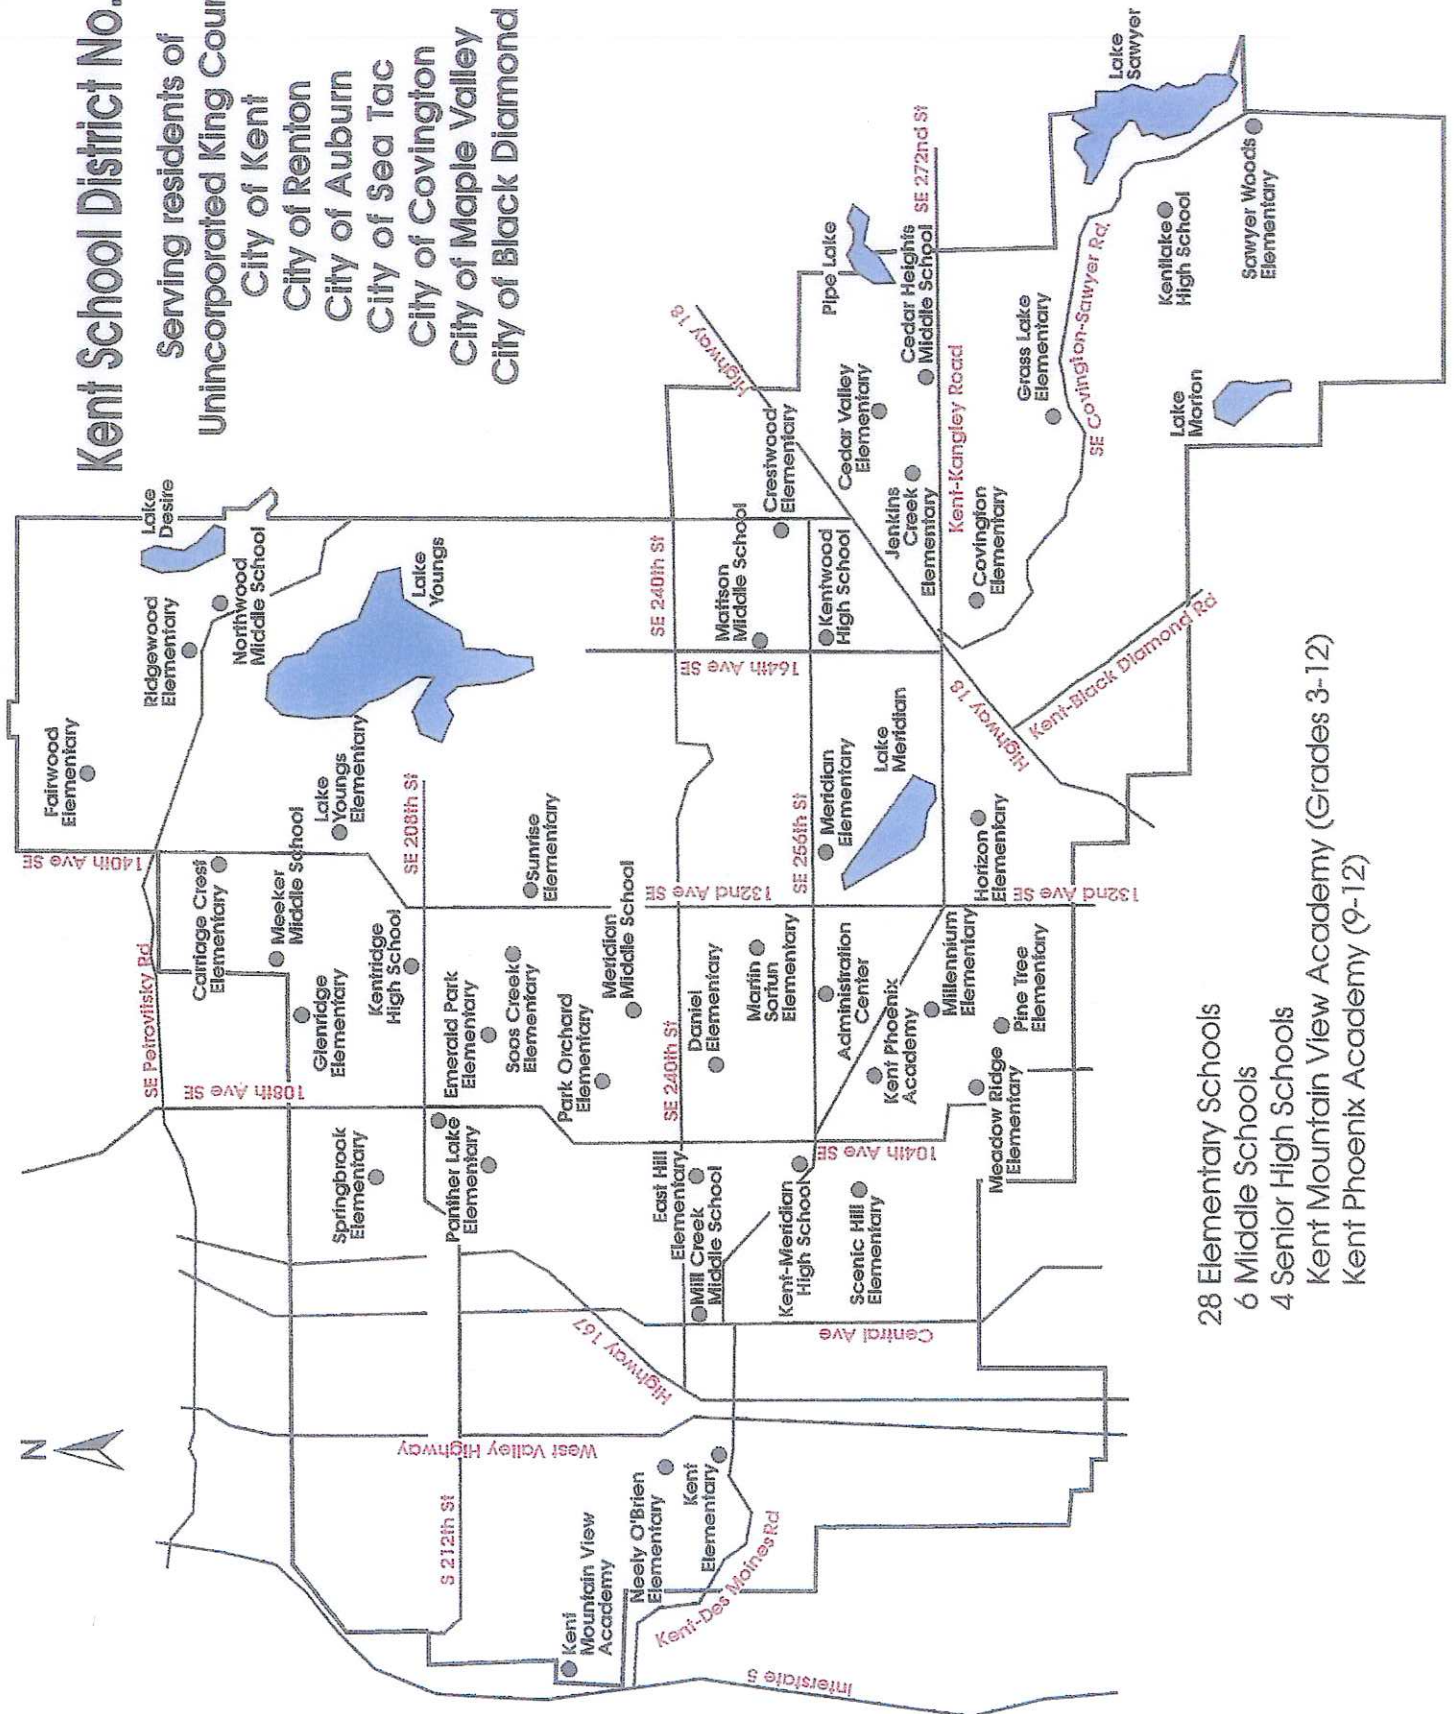 Kent School District No.
Serving residents of
Unincorporated King Cour
City of Kent
City of Renton
City of Auburn
City of Sea Tac
City of Covington
City of Maple Valley
City of Black Diamond
N
Fairwood
Elementary
140th Ave SE
Lake
Desire
Ridgewood
Elementary
Northwood
Middle School
SE Petrovitsky Rd
Carriage Crest
Elementary
Meeker
Middle School
Lake
Youngs
Elementary
Lake
Youngs
108th Ave SE
Glenridge
Elementary
Kentridge
High School
SE 208th St
Springbrook
Elementary
Panther Lake
Elementary
Emerald Park
Elementary
Soos Creek
Elementary
Sunrise
Elementary
S 212th St
West Valley Highway
Highway 167
Park Orchard
Elementary
Meridian
Middle School
Kent
Mountain View
Academy
Neely O'Brien
Elementary
Kent
Elementary
Kent-Des Moines Rd
Interstate 5
East Hill
Elementary
Mill Creek
Middle School
SE 240th St
Daniel
Elementary
132nd Ave SE
SE 240th St
164th Ave SE
Mattson
Middle School
Crestwood
Elementary
Highway 18
Martin
Sortun
Elementary
SE 256th St
Meridian
Elementary
Kentwood
High School
Kent-Meridian
High School
104th Ave SE
Scenic Hill
Elementary
Central Ave
Administration
Center
Kent Phoenix
Academy
Millennium
Elementary
Lake
Meridian
Horizon
Elementary
132nd Ave SE
Meadow Ridge
Elementary
Pine Tree
Elementary
Highway 18
Kent-Black Diamond Rd
Pipe Lake
Cedar Valley
Elementary
Cedar Heights
Middle School
SE 272nd St
Jenkins
Creek
Elementary
Kent-Kangley Road
Covington
Elementary
Grass Lake
Elementary
SE Covington-Sawyer Rd.
Lake
Sawyer
Kentlake
High School
Sawyer Woods
Elementary
Lake
Morton
28 Elementary Schools
6 Middle Schools
4 Senior High Schools
Kent Mountain View Academy (Grades 3-12)
Kent Phoenix Academy (9-12)